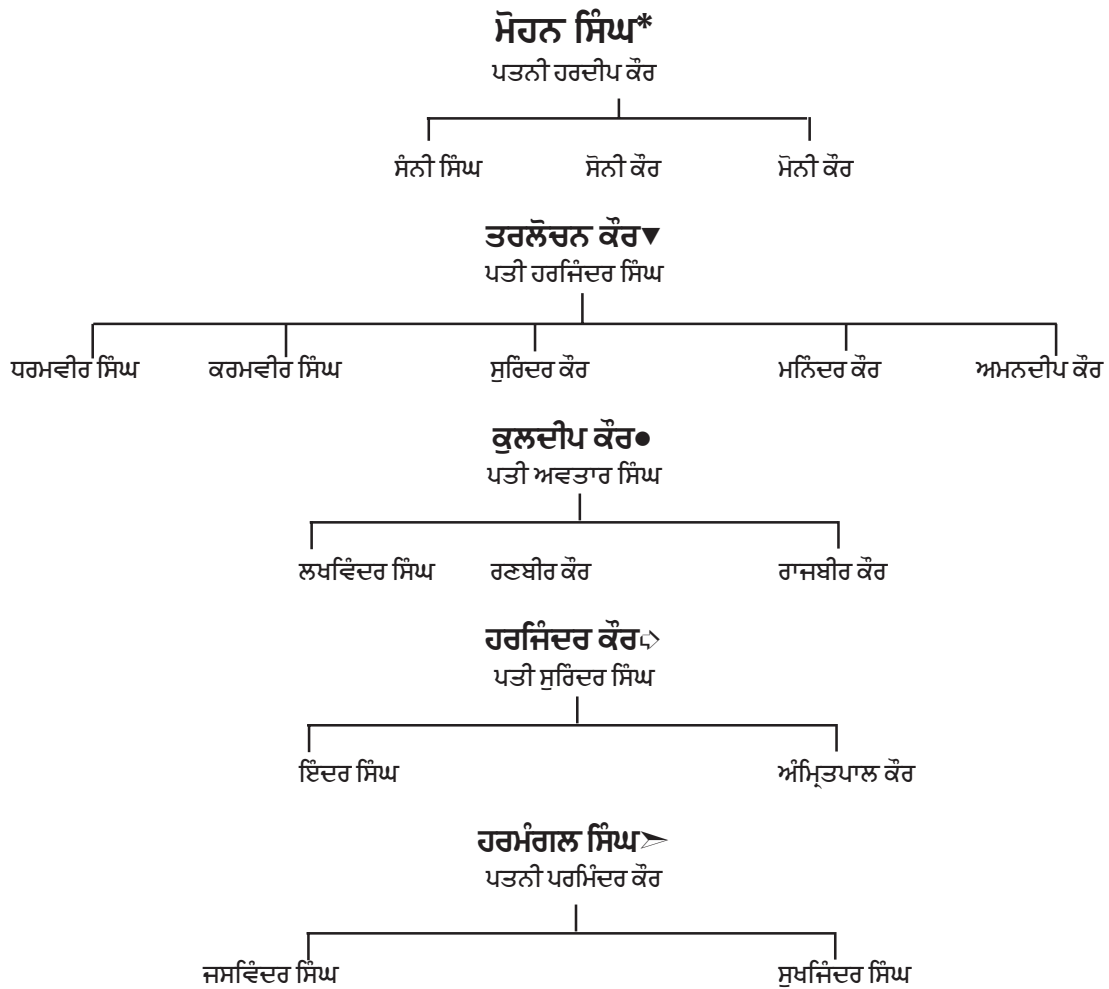 ਮੋਹਨ ਸਿੰਘ*
ਪਤਨੀ ਹਰਦੀਪ ਕੌਰ
ਸੰਨੀ ਸਿੰਘ ਸੋਨੀ ਕੌਰ ਮੋਨੀ ਕੌਰ
ਤਰਲੋਚਨ ਕੌਰ▼
ਪਤੀ ਹਰਜਿੰਦਰ ਸਿੰਘ
ਧਰਮਵੀਰ ਸਿੰਘ ਕਰਮਵੀਰ ਸਿੰਘ ਸੁਰਿੰਦਰ ਕੌਰ ਮਨਿੰਦਰ ਕੌਰ ਅਮਨਦੀਪ ਕੌਰ
ਕੁਲਦੀਪ ਕੌਰ●
ਪਤੀ ਅਵਤਾਰ ਸਿੰਘ
ਲਖਵਿੰਦਰ ਸਿੰਘ ਰਣਬੀਰ ਕੌਰ ਰਾਜਬੀਰ ਕੌਰ
ਹਰਜਿੰਦਰ ਕੌਰ➪
ਪਤੀ ਸੁਰਿੰਦਰ ਸਿੰਘ
ਇੰਦਰ ਸਿੰਘ ਅੰਮ੍ਰਿਤਪਾਲ ਕੌਰ
ਹਰਮੰਗਲ ਸਿੰਘ➣
ਪਤਨੀ ਪਰਮਿੰਦਰ ਕੌਰ
ਜਸਵਿੰਦਰ ਸਿੰਘ ਸੁਖਜਿੰਦਰ ਸਿੰਘ